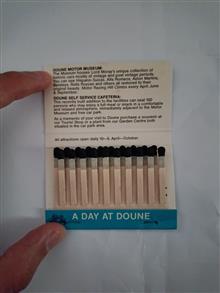 DOUNE MOTOR MUSEUM:
The Museum houses Lord Moray's unique collection of
historic cars mostly of vintage and post vintage periods.
You can see Hispano-Suizas, Alfa Romeos, Aston Martins,
Bentleys, Rolls Royces and others all restored to their
original beauty. Motor Racing Hill Climbs every April, June
& September.
DOUNE SELF SERVICE CAFETERIA:
This recently built addition to the facilities can seat 100
persons who may enjoy a full meal or snack in a comfortable
and relaxed atmosphere, immediately adjacent to the Motor
Museum and free car park.
As a memento of your visit to Doune purchase a souvenir
at our Tourist Shop or a plant from our Garden Centre both
situated in the car park area.
All attractions open daily 10–6, April–October
A DAY AT DOUNE